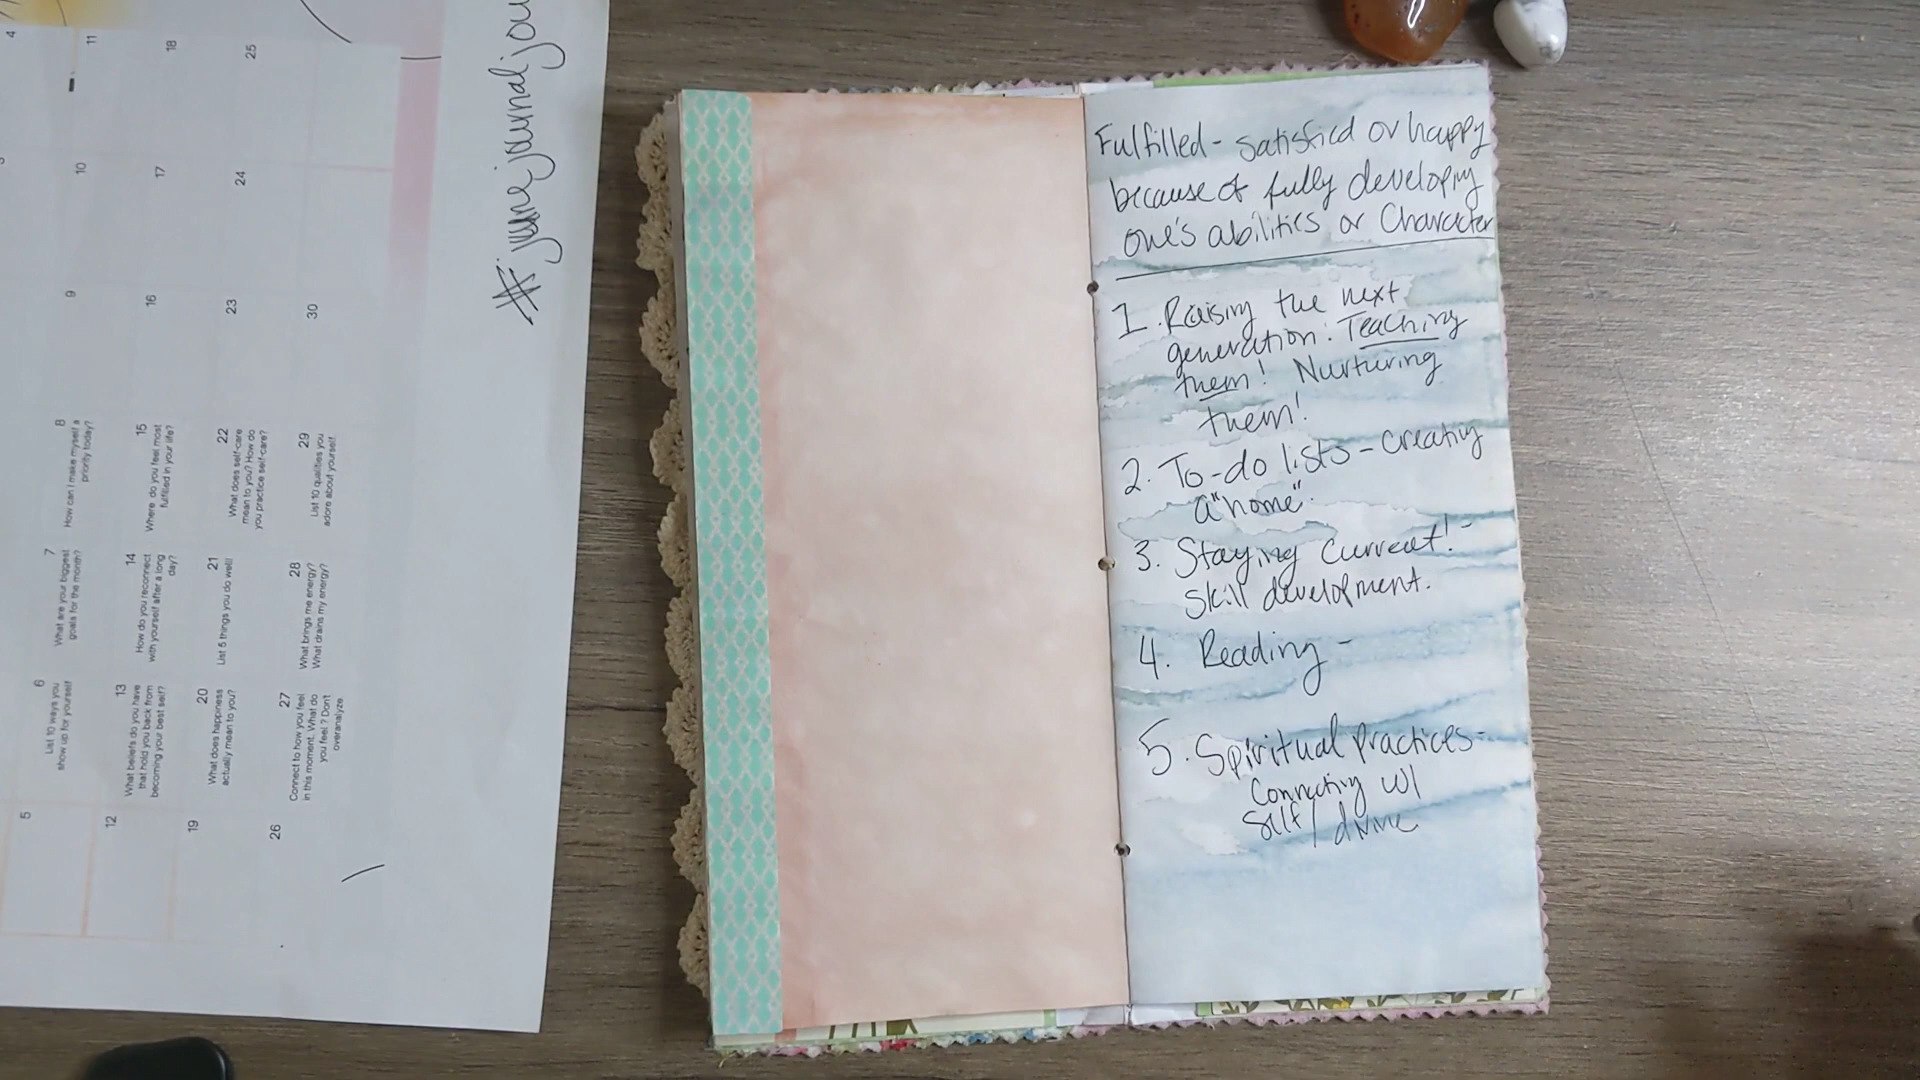 #junejournaljou
4
5
6
List 10 ways you
show up for yourself
7
What are your biggest
goals for the month?
8
How can I make myself a
priority today?
9
10
11
12
13
What beliefs do you have
that hold you back from
becoming your best self?
14
How do you reconnect
with yourself after a long
day?
15
Where do you feel most
fulfilled in your life?
16
17
18
19
20
What does happiness
actually mean to you?
21
List 5 things you do well
22
What does self-care
mean to you? How do
you practice self-care?
23
24
25
26
27
Connect to how you feel
in this moment. What do
you feel? Don't
overanalyze
28
What brings me energy?
What drains my energy?
29
List 10 qualities you
adore about yourself
30
Fulfilled - satisfied or happy
because of fully developing
one's abilities or Character
1. Raising the next
generation: Teaching
them! Nurturing
them!
2. To-do lists - creating
a "home".
3. Staying Current! -
skill development.
4. Reading -
5. Spiritual practices -
Connecting w/
self / divine